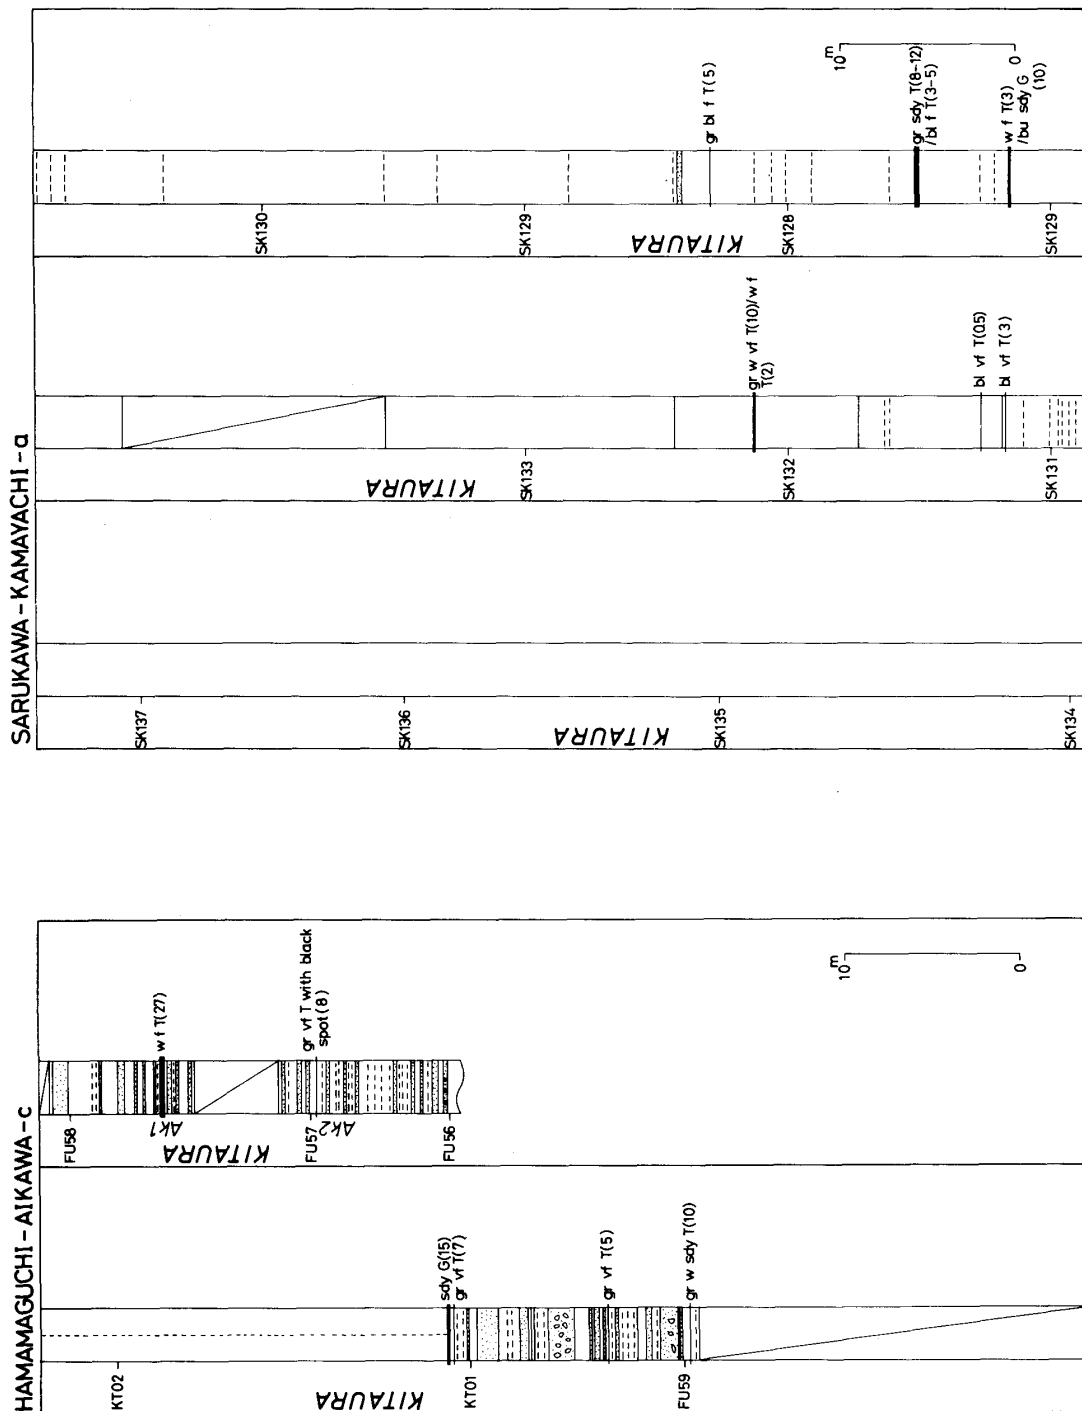 SARUKAWA-KAMAYACHI-a
SK130
SK129
SK128
SK129
KITAURA
gr bl f T(5)
gr sdy T(8-12)
/bl f T(3-5)
w f T(3)
/bu sdy G
(10)
10m
0
SK133
SK132
SK131
KITAURA
gr w vf T(10)/w f
T(2)
bl vf T(0.5)
bl vf T(3)
SK137
SK136
SK135
SK134
KITAURA
HAMAMAGUCHI-AIKAWA-c
FU58
FU57
FU56
Ak1
Ak2
KITAURA
w f T(27)
gr vf T with black
spot(8)
10m
0
KT02
KT01
FU59
KITAURA
sdy G(15)
gr vf T(7)
gr vf T(5)
gr w sdy T(10)